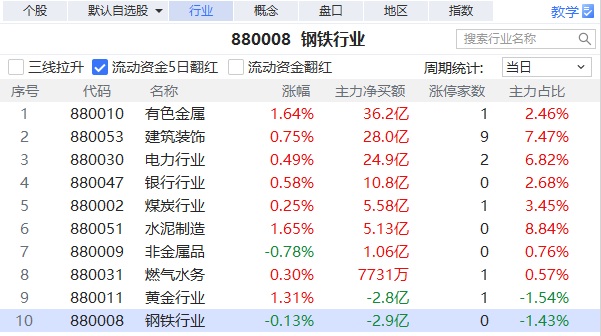 个股 默认自选股 行业 概念 盘口 地区 指数 教学
880008 钢铁行业 搜索行业名称
三线拉升 流动资金5日翻红 流动资金翻红 周期统计: 当日
序号 代码 名称 涨幅 主力净买额 涨停家数 主力占比
1 880010 有色金属 1.64% 36.2亿 1 2.46%
2 880053 建筑装饰 0.75% 28.0亿 9 7.47%
3 880030 电力行业 0.49% 24.9亿 2 6.82%
4 880047 银行行业 0.58% 10.8亿 0 2.68%
5 880002 煤炭行业 0.25% 5.58亿 1 3.45%
6 880051 水泥制造 1.65% 5.13亿 0 8.84%
7 880009 非金属品 -0.78% 1.06亿 0 0.76%
8 880031 燃气水务 0.30% 7731万 1 0.57%
9 880011 黄金行业 1.31% -2.8亿 1 -1.54%
10 880008 钢铁行业 -0.13% -2.9亿 0 -1.43%